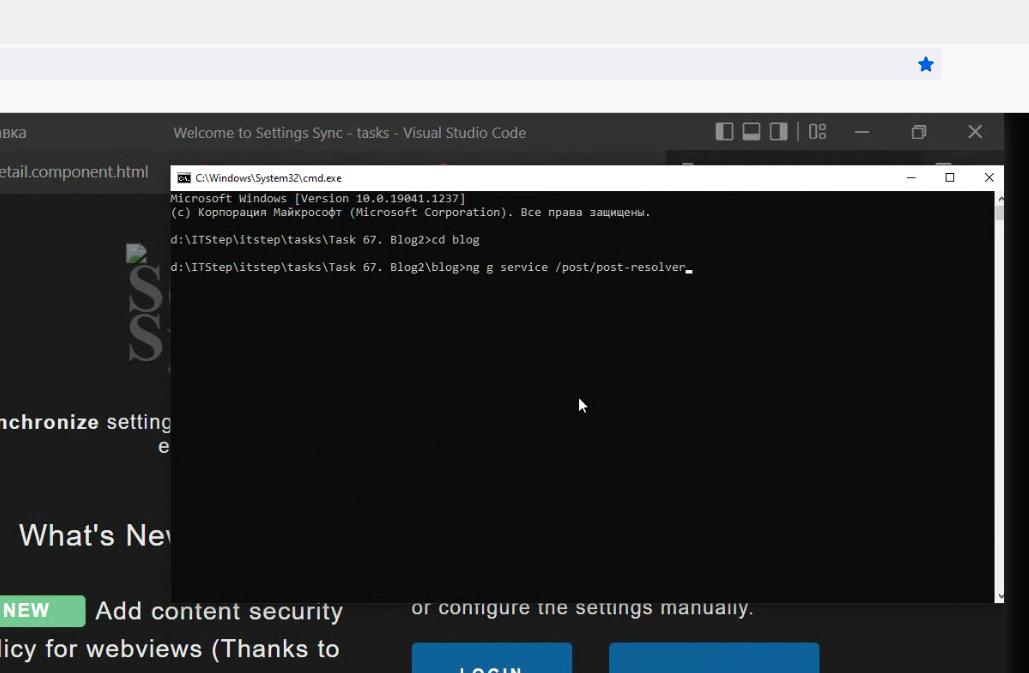 Welcome to Settings Sync - tasks - Visual Studio Code
etail.component.html
C:\Windows\System32\cmd.exe
Microsoft Windows [Version 10.0.19041.1237]
(c) Корпорация Майкрософт (Microsoft Corporation). Все права защищены.
d:\ITStep\itstep\tasks\Task 67. Blog2>cd blog
d:\ITStep\itstep\tasks\Task 67. Blog2\blog>ng g service /post/post-resolver
nchronize setting
e
What's New
NEW Add content security
licy for webviews (Thanks to
or configure the settings manually.
LOGIN